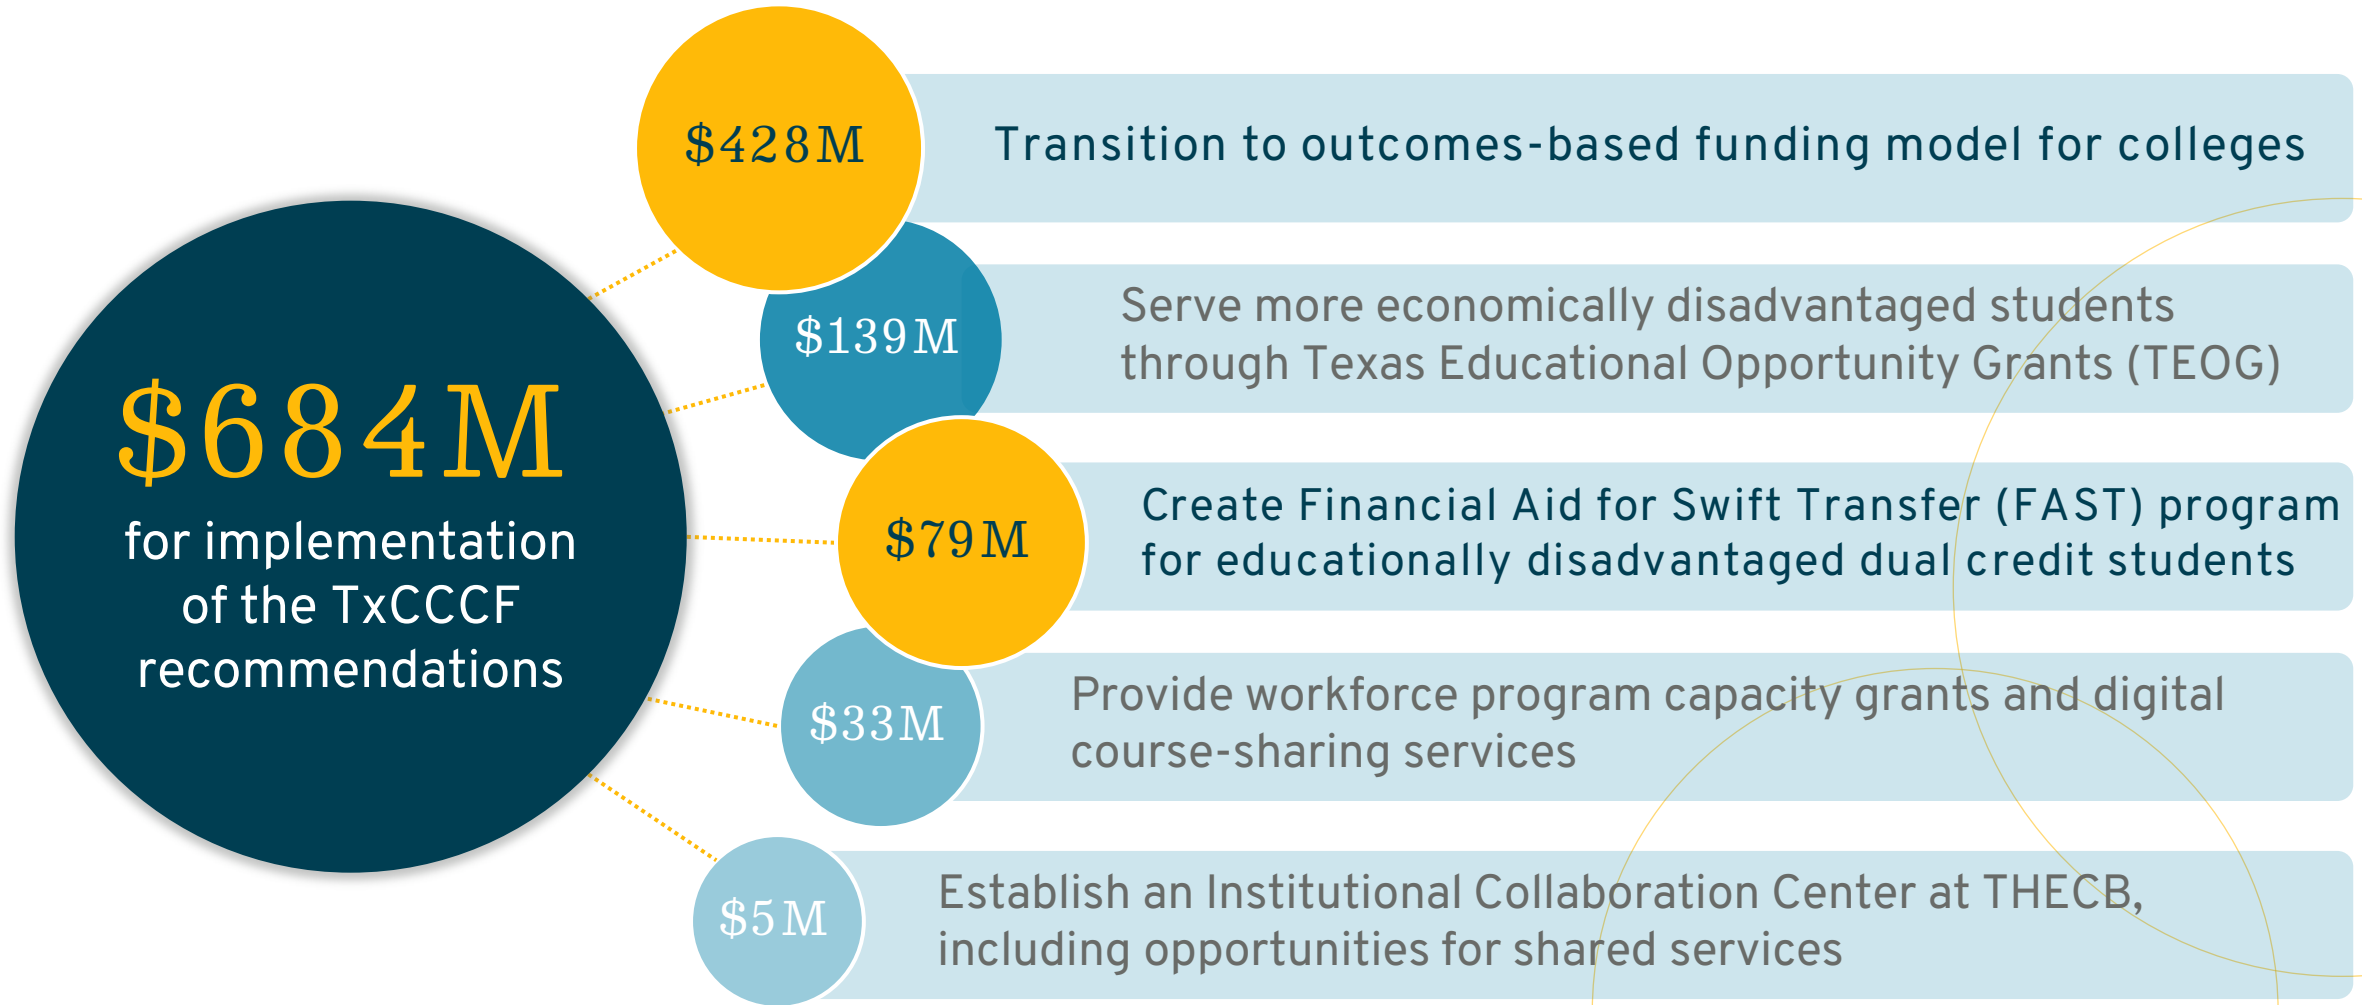 $684M
for implementation
of the TxCCCF
recommendations
$428M
Transition to outcomes-based funding model for colleges
$139M
Serve more economically disadvantaged students
through Texas Educational Opportunity Grants (TEOG)
$79M
Create Financial Aid for Swift Transfer (FAST) program
for educationally disadvantaged dual credit students
$33M
Provide workforce program capacity grants and digital
course-sharing services
$5M
Establish an Institutional Collaboration Center at THECB,
including opportunities for shared services